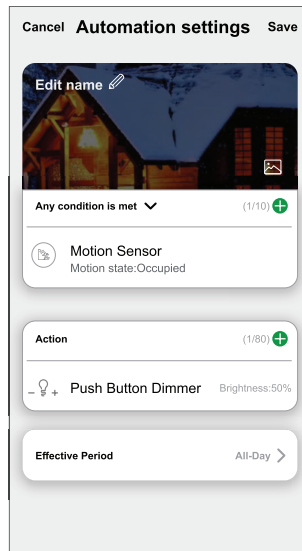 Cancel Automation settings Save
Edit name
Any condition is met (1/10)
Motion Sensor
Motion state:Occupied
Action (1/80)
Push Button Dimmer Brightness:50%
Effective Period All-Day